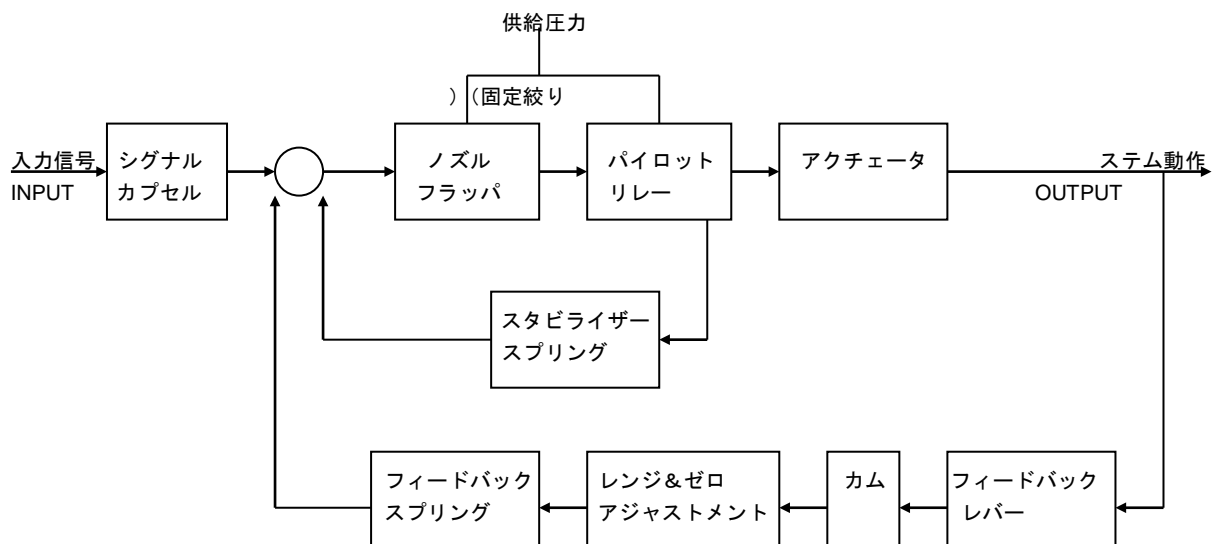 供給圧力
）（固定絞り
入力信号
INPUT
シグナル
カプセル
ノズル
フラッパ
パイロット
リレー
アクチェータ
ステム動作
OUTPUT
スタビライザー
スプリング
フィードバック
スプリング
レンジ＆ゼロ
アジャストメント
カム
フィードバック
レバー